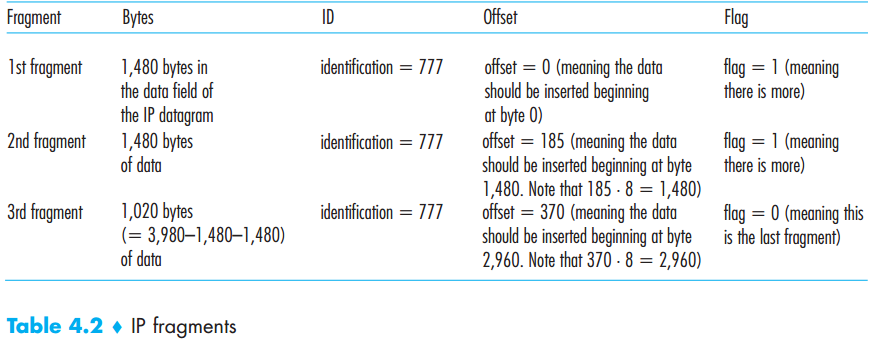 Fragment Bytes ID Offset Flag
1st fragment 1,480 bytes in identification = 777 offset = 0 (meaning the data flag = 1 (meaning
the data field of should be inserted beginning there is more)
the IP datagram at byte 0)
2nd fragment 1,480 bytes identification = 777 offset = 185 (meaning the data flag = 1 (meaning
of data should be inserted beginning at byte there is more)
1,480. Note that 185 · 8 = 1,480)
3rd fragment 1,020 bytes identification = 777 offset = 370 (meaning the data flag = 0 (meaning this
(= 3,980–1,480–1,480) should be inserted beginning at byte is the last fragment)
of data 2,960. Note that 370 · 8 = 2,960)
Table 4.2 ♦ IP fragments